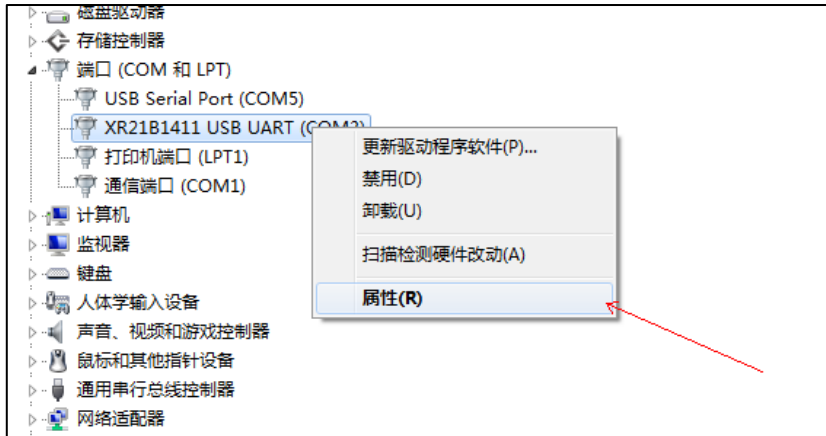 磁盘驱动器
存储控制器
端口 (COM 和 LPT)
USB Serial Port (COM5)
XR21B1411 USB UART (COM3)
打印机端口 (LPT1)
通信端口 (COM1)
计算机
监视器
键盘
人体学输入设备
声音、视频和游戏控制器
鼠标和其他指针设备
通用串行总线控制器
网络适配器
更新驱动程序软件(P)...
禁用(D)
卸载(U)
扫描检测硬件改动(A)
属性(R)